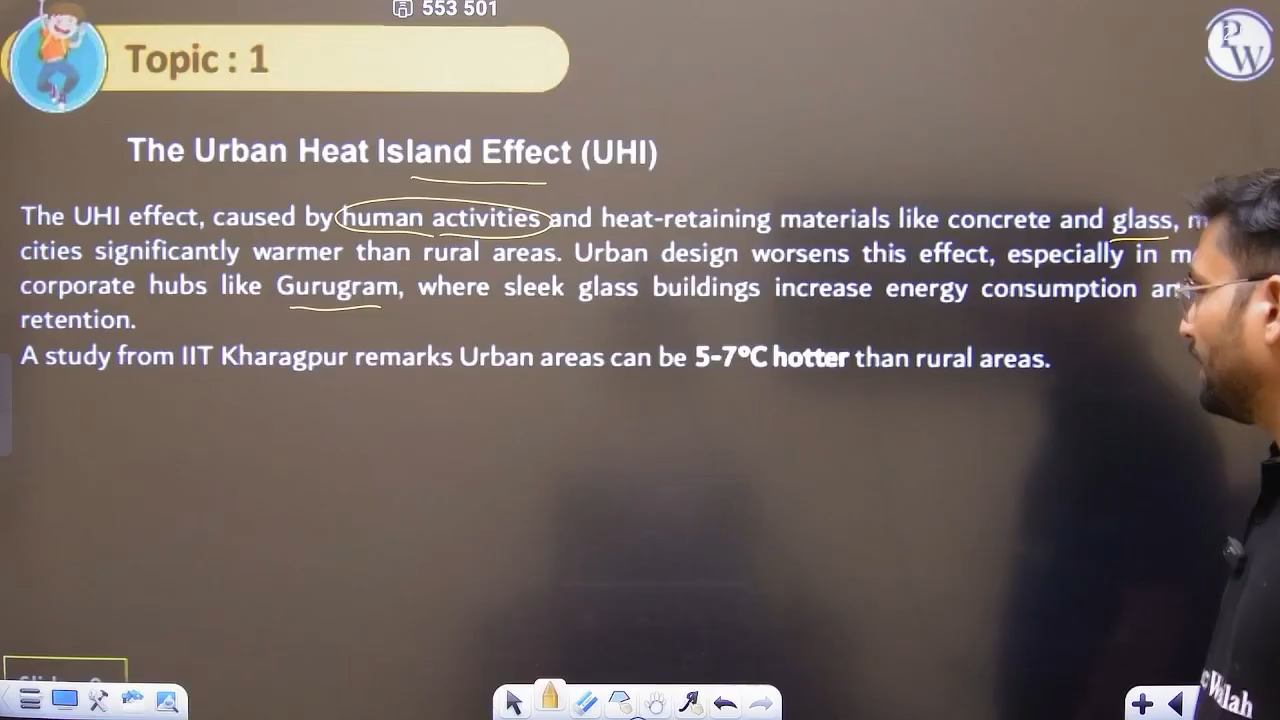 553 501
Topic : 1
PW
The Urban Heat Island Effect (UHI)
The UHI effect, caused by human activities and heat-retaining materials like concrete and glass,
cities significantly warmer than rural areas. Urban design worsens this effect, especially in
corporate hubs like Gurugram, where sleek glass buildings increase energy consumption
retention.
A study from IIT Kharagpur remarks Urban areas can be 5-7°C hotter than rural areas.